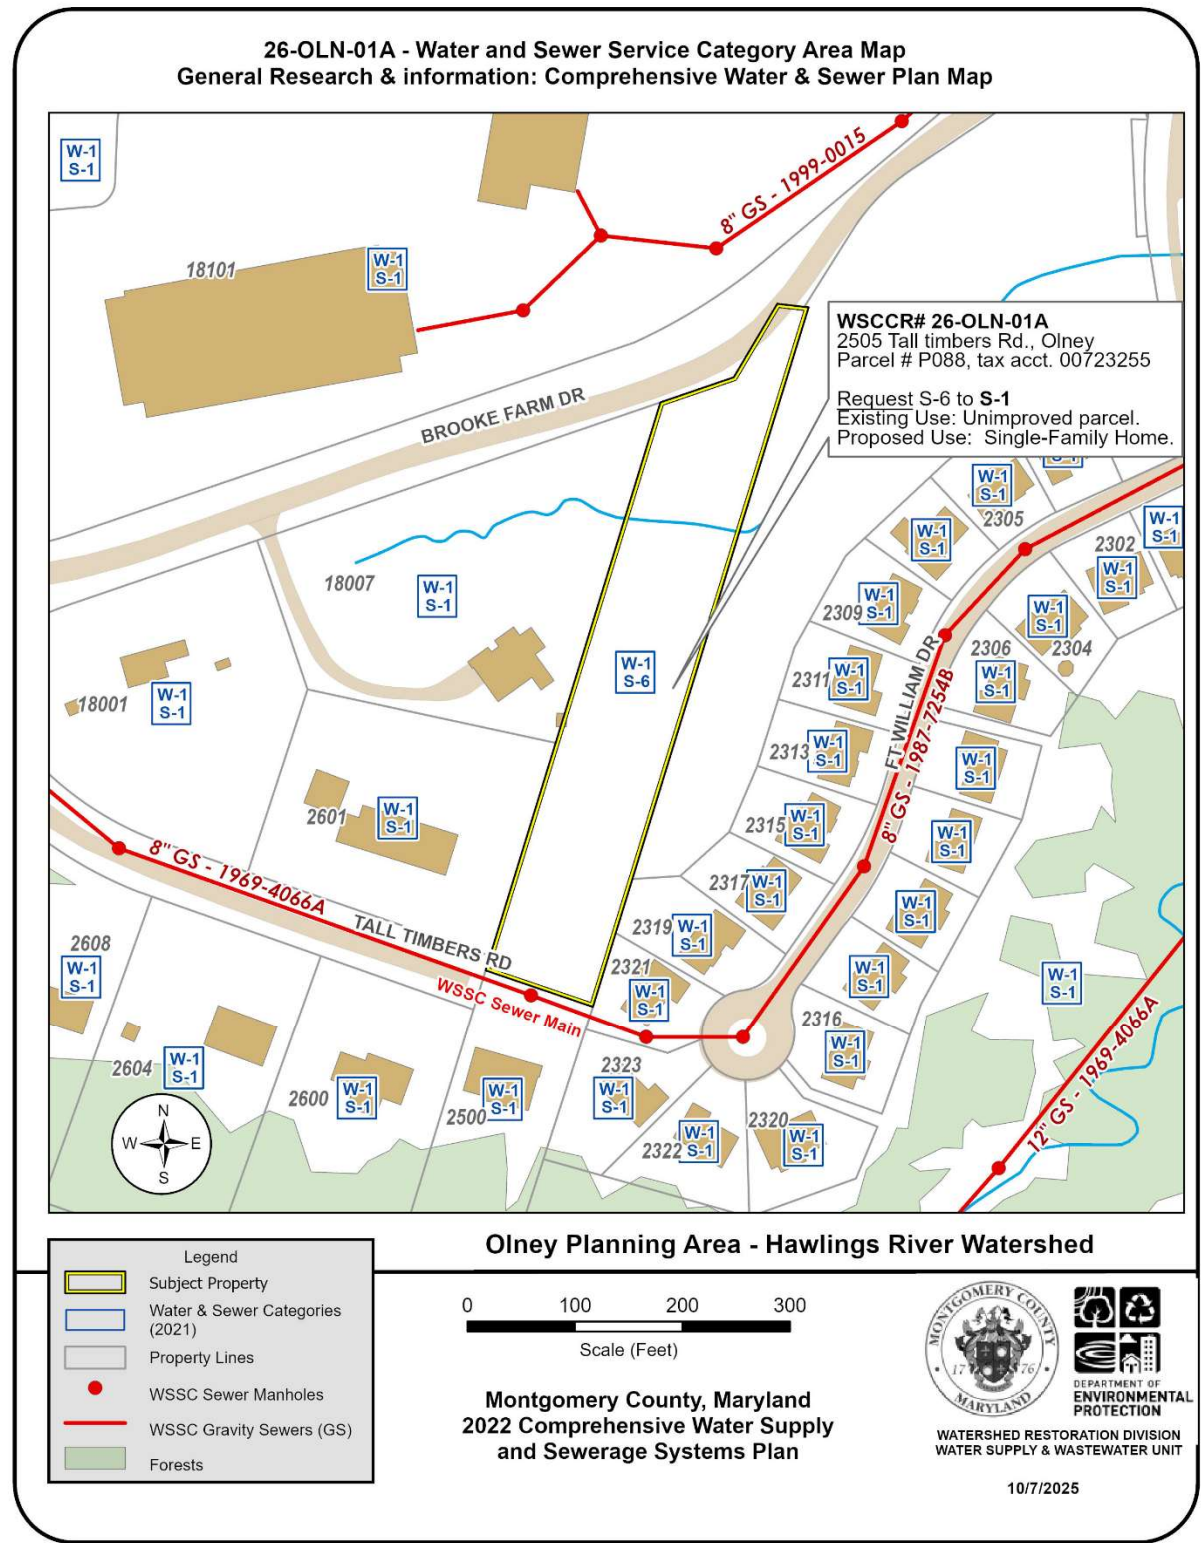 26-OLN-01A - Water and Sewer Service Category Area Map
General Research & information: Comprehensive Water & Sewer Plan Map
W-1
S-1
8" GS - 1999-0015
18101
W-1
S-1
BROOKE FARM DR
WSCCR# 26-OLN-01A
2505 Tall timbers Rd., Olney
Parcel # P088, tax acct. 00723255
Request S-6 to S-1
Existing Use: Unimproved parcel.
Proposed Use: Single-Family Home.
S-1
W-1
S-1
2305
W-1
S-1
W-1
S-1
2302
W-1
S-1
18007
W-1
S-1
2309
W-1
S-1
W-1
S-1
2304
2306
W-1
S-1
W-1
S-6
2311
W-1
S-1
FT WILLIAM DR
8" GS - 1987-7254B
18001
W-1
S-1
2313
W-1
S-1
W-1
S-1
2601
W-1
S-1
2315
W-1
S-1
W-1
S-1
8" GS - 1969-4066A
TALL TIMBERS RD
2317
W-1
S-1
W-1
S-1
2319
W-1
S-1
2608
W-1
S-1
WSSC Sewer Main
2321
W-1
S-1
W-1
S-1
W-1
S-1
12" GS - 1969-4066A
2316
W-1
S-1
2604
W-1
S-1
2600
W-1
S-1
2500
W-1
S-1
2323
W-1
S-1
2322
W-1
S-1
2320
W-1
S-1
N
W
E
S
Olney Planning Area - Hawlings River Watershed
Legend
Subject Property
Water & Sewer Categories
(2021)
Property Lines
WSSC Sewer Manholes
WSSC Gravity Sewers (GS)
Forests
0 100 200 300
Scale (Feet)
Montgomery County, Maryland
2022 Comprehensive Water Supply
and Sewerage Systems Plan
MONTGOMERY COUNTY
17 76
MARYLAND
DEPARTMENT OF
ENVIRONMENTAL
PROTECTION
WATERSHED RESTORATION DIVISION
WATER SUPPLY & WASTEWATER UNIT
10/7/2025